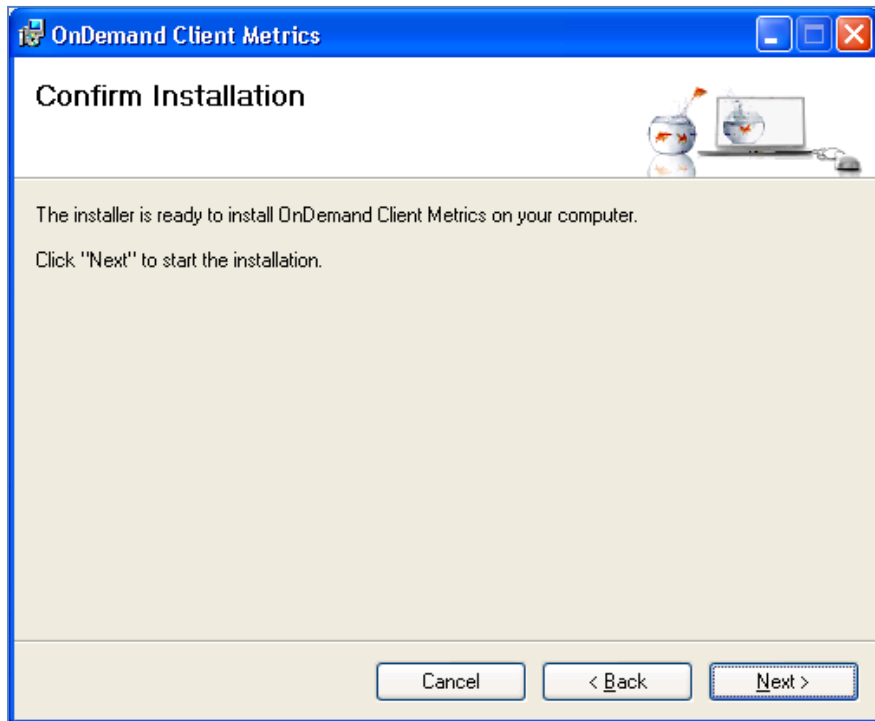 OnDemand Client Metrics
Confirm Installation
The installer is ready to install OnDemand Client Metrics on your computer.
Click "Next" to start the installation.
Cancel
< Back
Next >